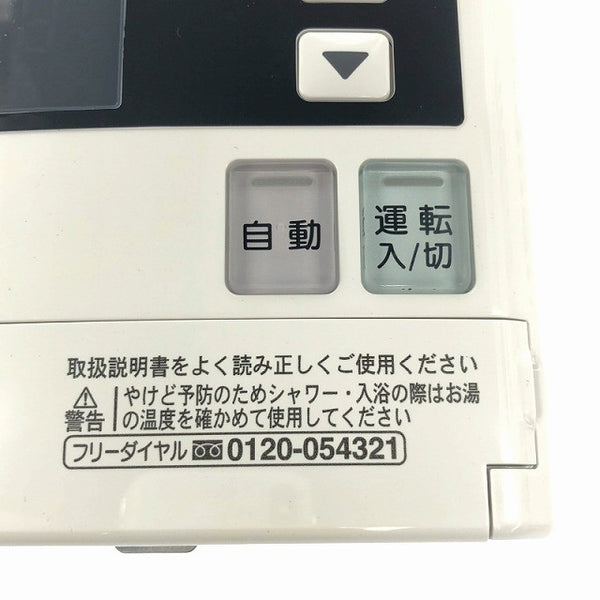 自動
運転
入/切
取扱説明書をよく読み正しくご使用ください
⚠ やけど予防のためシャワー・入浴の際はお湯
警告 の温度を確かめて使用してください
フリーダイヤル 0120-054321